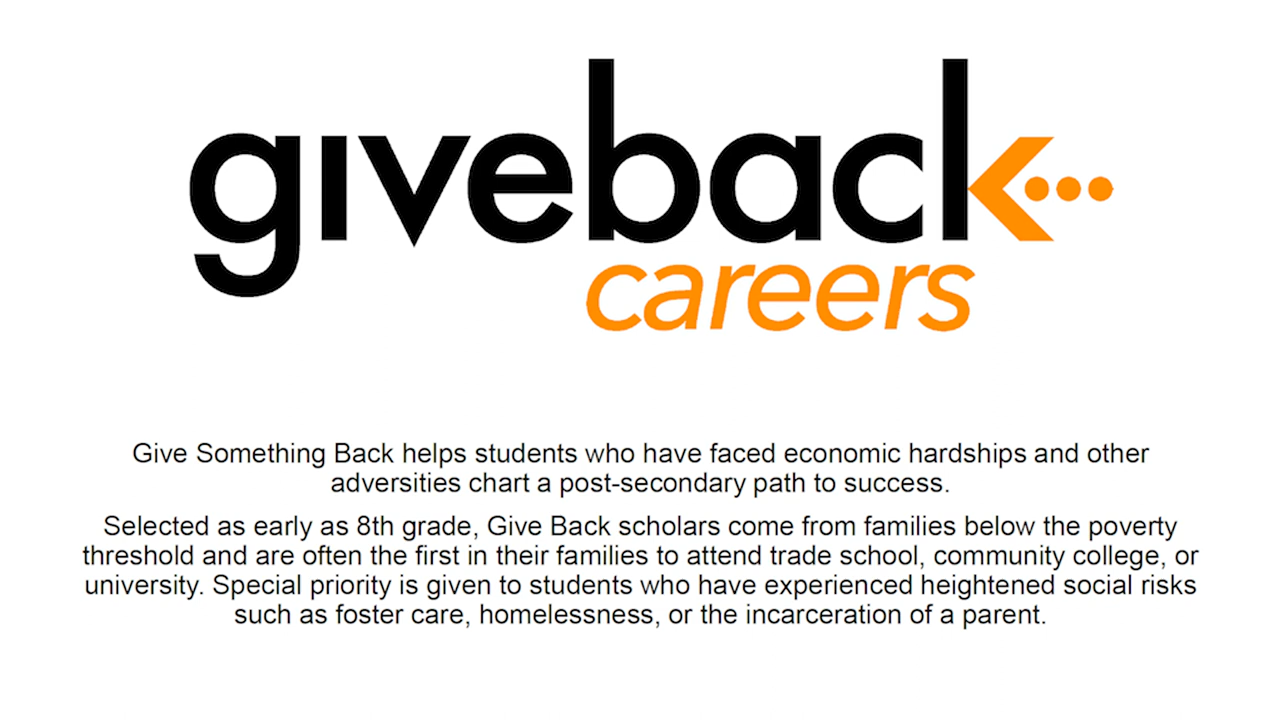 giveback
careers
Give Something Back helps students who have faced economic hardships and other
adversities chart a post-secondary path to success.
Selected as early as 8th grade, Give Back scholars come from families below the poverty
threshold and are often the first in their families to attend trade school, community college, or
university. Special priority is given to students who have experienced heightened social risks
such as foster care, homelessness, or the incarceration of a parent.